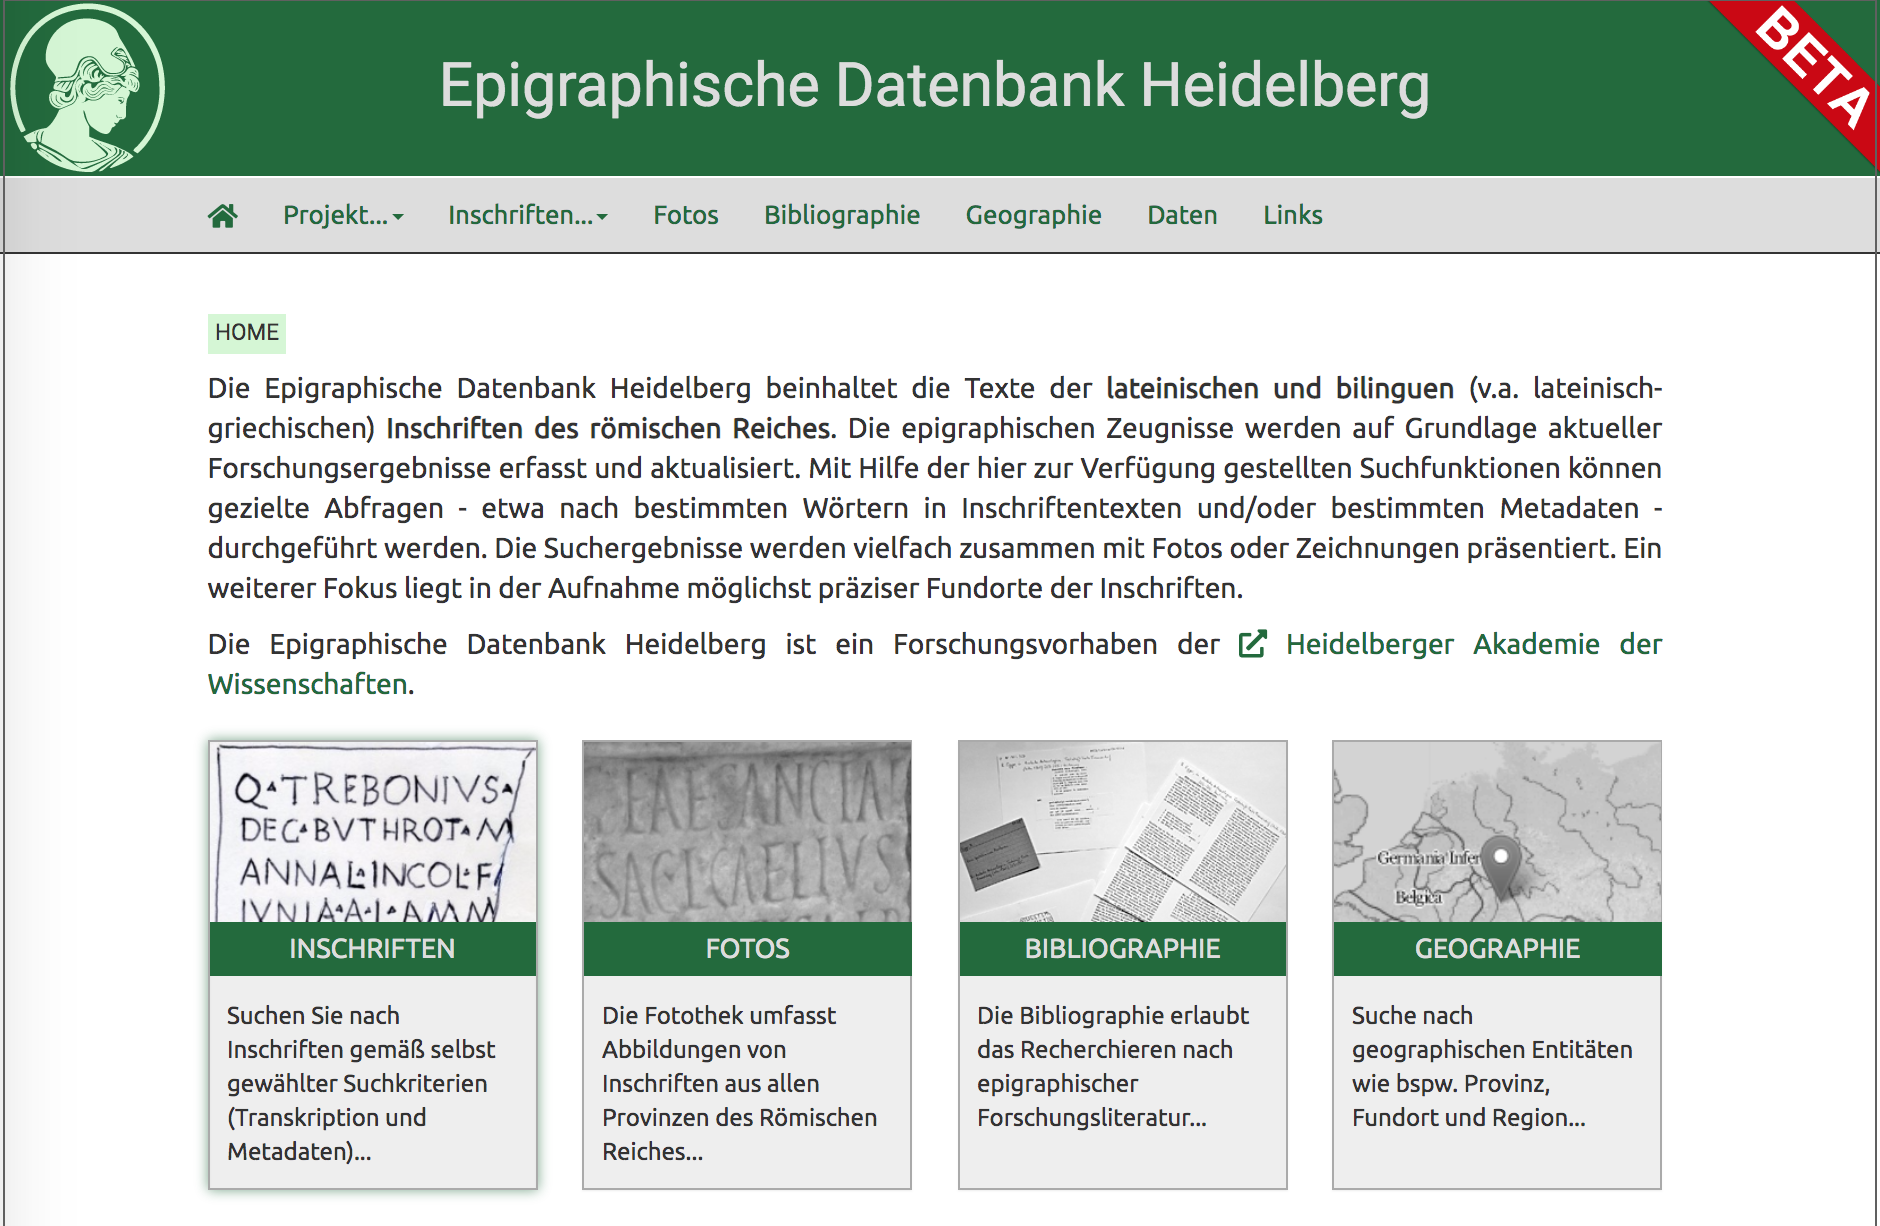 Epigraphische Datenbank Heidelberg
BETA
Projekt... Inschriften... Fotos Bibliographie Geographie Daten Links
HOME
Die Epigraphische Datenbank Heidelberg beinhaltet die Texte der lateinischen und bilinguen (v.a. lateinisch-
griechischen) Inschriften des römischen Reiches. Die epigraphischen Zeugnisse werden auf Grundlage aktueller
Forschungsergebnisse erfasst und aktualisiert. Mit Hilfe der hier zur Verfügung gestellten Suchfunktionen können
gezielte Abfragen - etwa nach bestimmten Wörtern in Inschriftentexten und/oder bestimmten Metadaten -
durchgeführt werden. Die Suchergebnisse werden vielfach zusammen mit Fotos oder Zeichnungen präsentiert. Ein
weiterer Fokus liegt in der Aufnahme möglichst präziser Fundorte der Inschriften.
Die Epigraphische Datenbank Heidelberg ist ein Forschungsvorhaben der Heidelberger Akademie der
Wissenschaften.
Q TREBONIVS
DEC BVTHROT M
ANNAL INCOL F
IVNIA A I AMM
INSCHRIFTEN
Suchen Sie nach
Inschriften gemäß selbst
gewählter Suchkriterien
(Transkription und
Metadaten)...
SANCTA
SAC L CAELIVS
FOTOS
Die Fotothek umfasst
Abbildungen von
Inschriften aus allen
Provinzen des Römischen
Reiches...
BIBLIOGRAPHIE
Die Bibliographie erlaubt
das Recherchieren nach
epigraphischer
Forschungsliteratur...
Germania Infer
Belgica
GEOGRAPHIE
Suche nach
geographischen Entitäten
wie bspw. Provinz,
Fundort und Region...